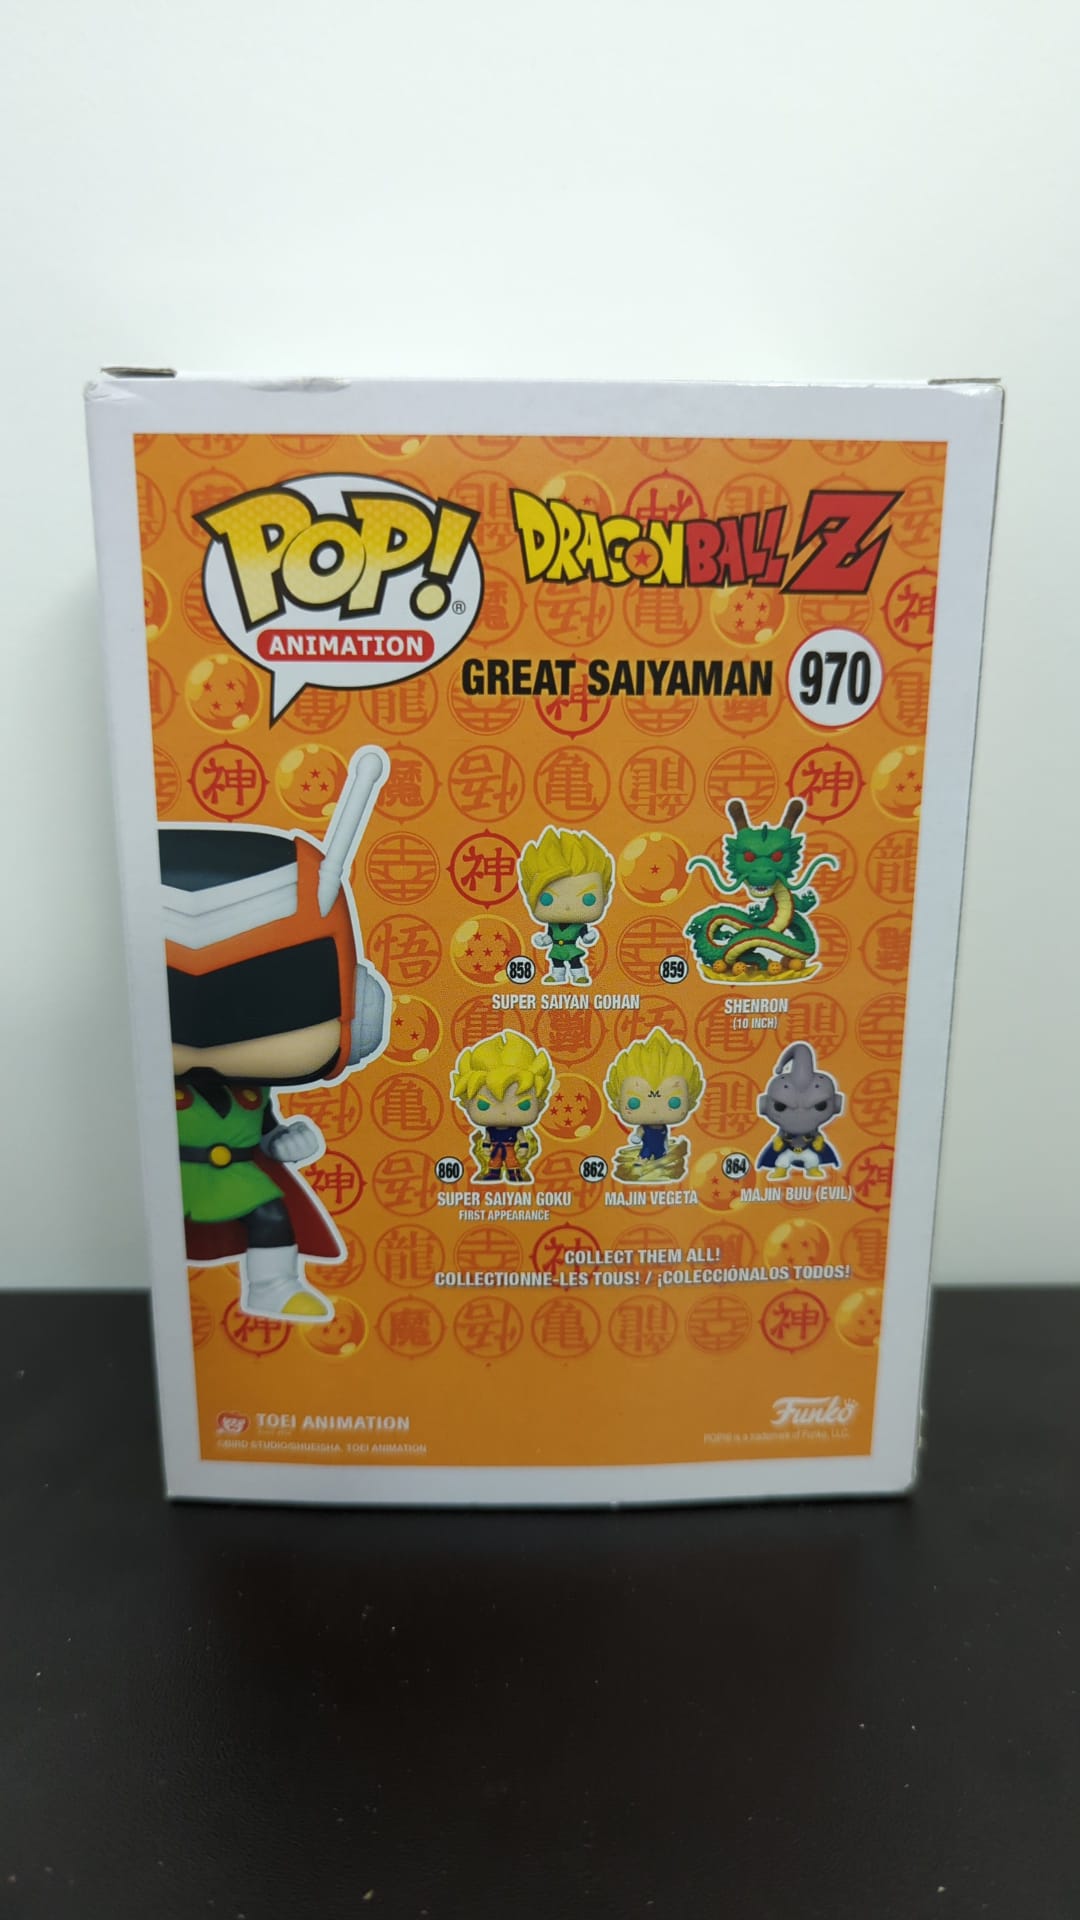 POP!®
ANIMATION
DRAGONBALL Z
GREAT SAIYAMAN 970
858
SUPER SAIYAN GOHAN
859
SHENRON
(10 INCH)
860
SUPER SAIYAN GOKU
FIRST APPEARANCE
862
MAJIN VEGETA
864
MAJIN BUU (EVIL)
COLLECT THEM ALL!
COLLECTIONNE-LES TOUS! / ¡COLECCIÓNALOS TODOS!
TOEI ANIMATION
©BIRD STUDIO/SHUEISHA, TOEI ANIMATION
Funko
POP!® is a trademark of Funko, LLC.